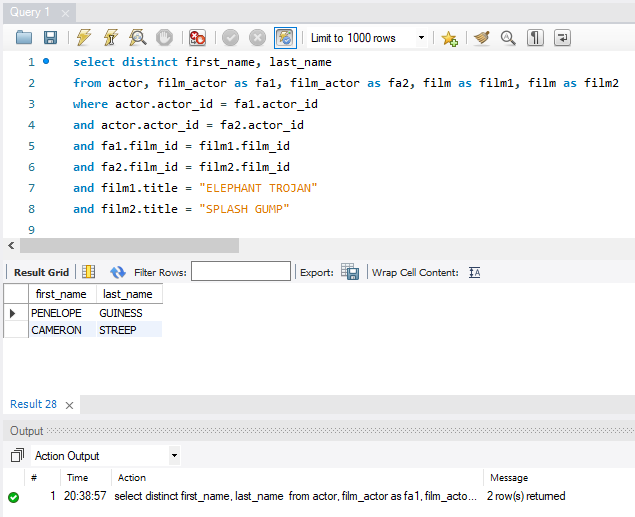 Query 1
Limit to 1000 rows
1 select distinct first_name, last_name
2 from actor, film_actor as fa1, film_actor as fa2, film as film1, film as film2
3 where actor.actor_id = fa1.actor_id
4 and actor.actor_id = fa2.actor_id
5 and fa1.film_id = film1.film_id
6 and fa2.film_id = film2.film_id
7 and film1.title = "ELEPHANT TROJAN"
8 and film2.title = "SPLASH GUMP"
9
Result Grid Filter Rows: Export: Wrap Cell Content: IA
first_name last_name
PENELOPE GUINESS
CAMERON STREEP
Result 28
Output
Action Output
# Time Action Message
1 20:38:57 select distinct first_name, last_name from actor, film_actor as fa1, film_acto... 2 row(s) returned